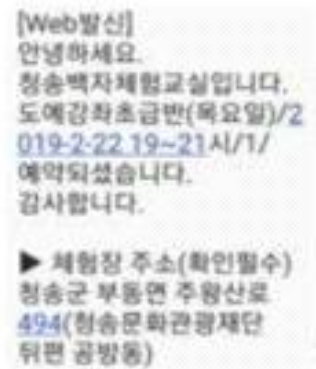 [Web발신]
안녕하세요.
청송백자체험교실입니다.
도예강좌초급반(목요일)/2
019-2-22 19~21시/1/
예약되셨습니다.
감사합니다.
▶ 체험장 주소(확인필수)
청송군 부동면 주왕산로
494(청송문화관광재단
뒤편 공방동)